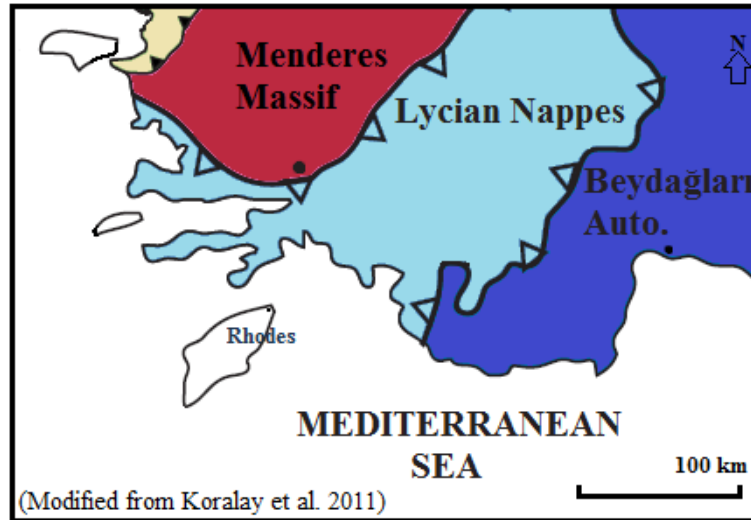 Menderes
Massif
N
Lycian Nappes
Beydağları
Auto.
Rhodes
MEDITERRANEAN
SEA
100 km
(Modified from Koralay et al. 2011)